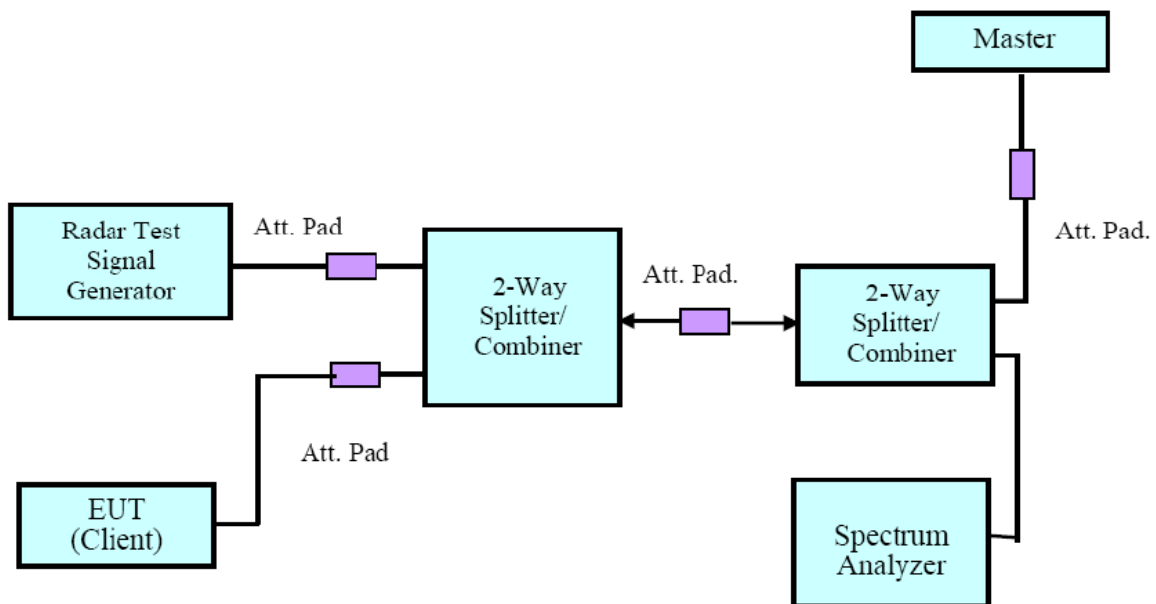 Master
Radar Test
Signal
Generator
Att. Pad
2-Way
Splitter/
Combiner
Att. Pad.
2-Way
Splitter/
Combiner
Att. Pad.
Att. Pad
EUT
(Client)
Spectrum
Analyzer